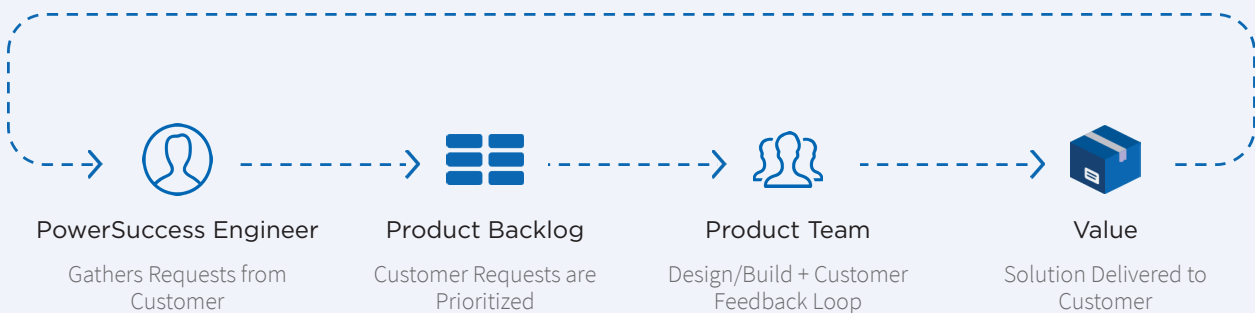 PowerSuccess Engineer
Gathers Requests from
Customer
Product Backlog
Customer Requests are
Prioritized
Product Team
Design/Build + Customer
Feedback Loop
Value
Solution Delivered to
Customer